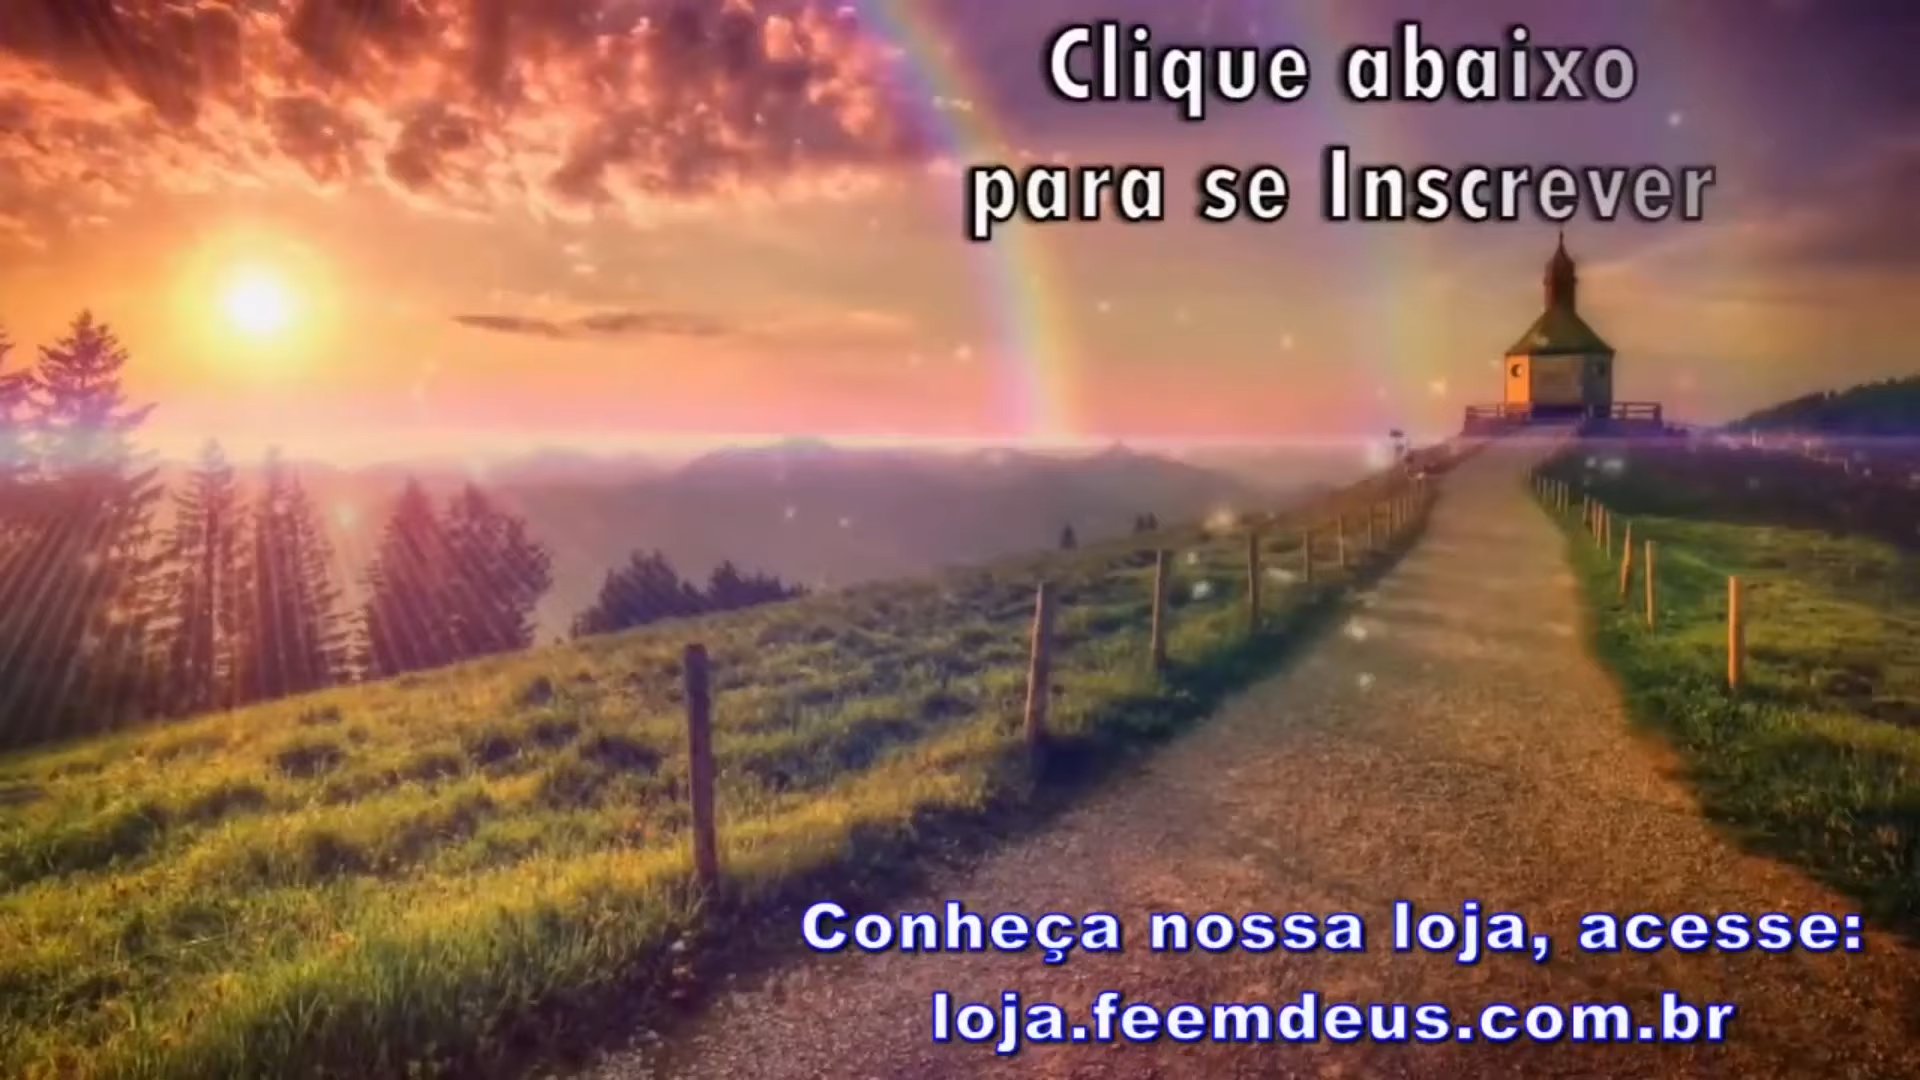 Clique abaixo
para se Inscrever
Conheça nossa loja, acesse:
loja.feemdeus.com.br